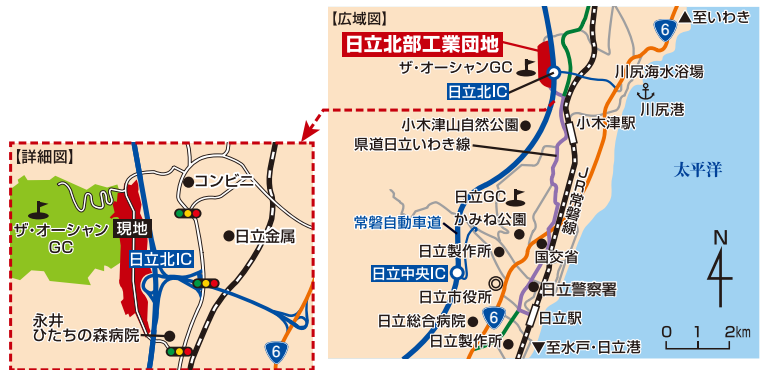 【広域図】
▲至いわき
6
日立北部工業団地
ザ・オーシャンGC
日立北IC
川尻海水浴場
川尻港
小木津山自然公園
小木津駅
県道日立いわき線
太平洋
JR常磐線
日立GC
かみね公園
常磐自動車道
日立製作所
国交省
日立中央IC
日立市役所
日立警察署
6
日立総合病院
日立駅
日立製作所
▼至水戸・日立港
N
0 1 2km
【詳細図】
コンビニ
ザ・オーシャン
GC
現地
日立金属
日立北IC
永井
ひたちの森病院
6